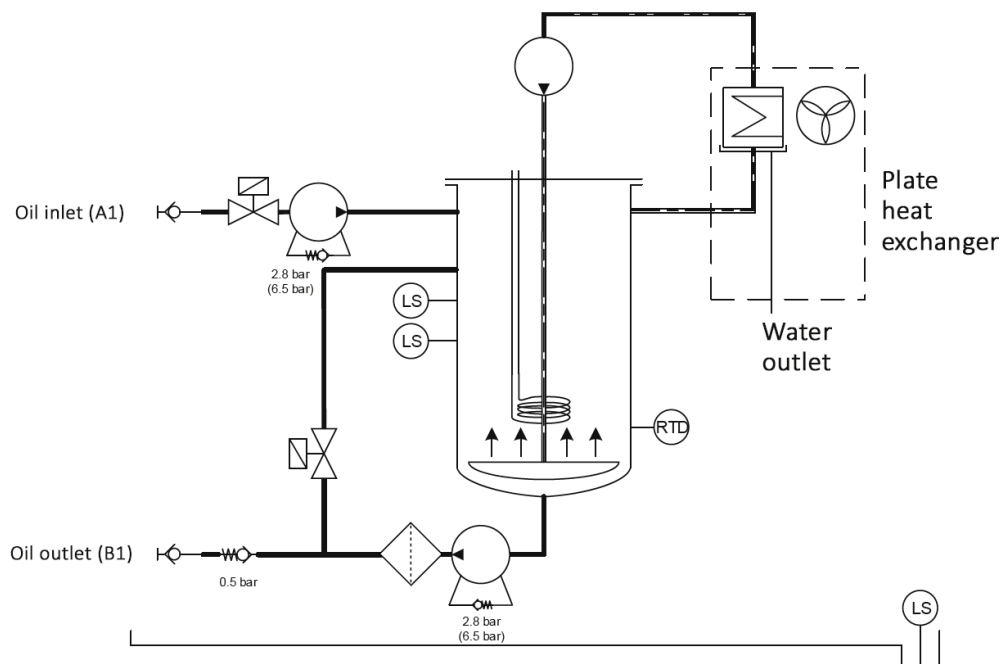 Oil inlet (A1)
2.8 bar
(6.5 bar)
LS
LS
Plate
heat
exchanger
Water
outlet
RTD
Oil outlet (B1)
0.5 bar
2.8 bar
(6.5 bar)
LS